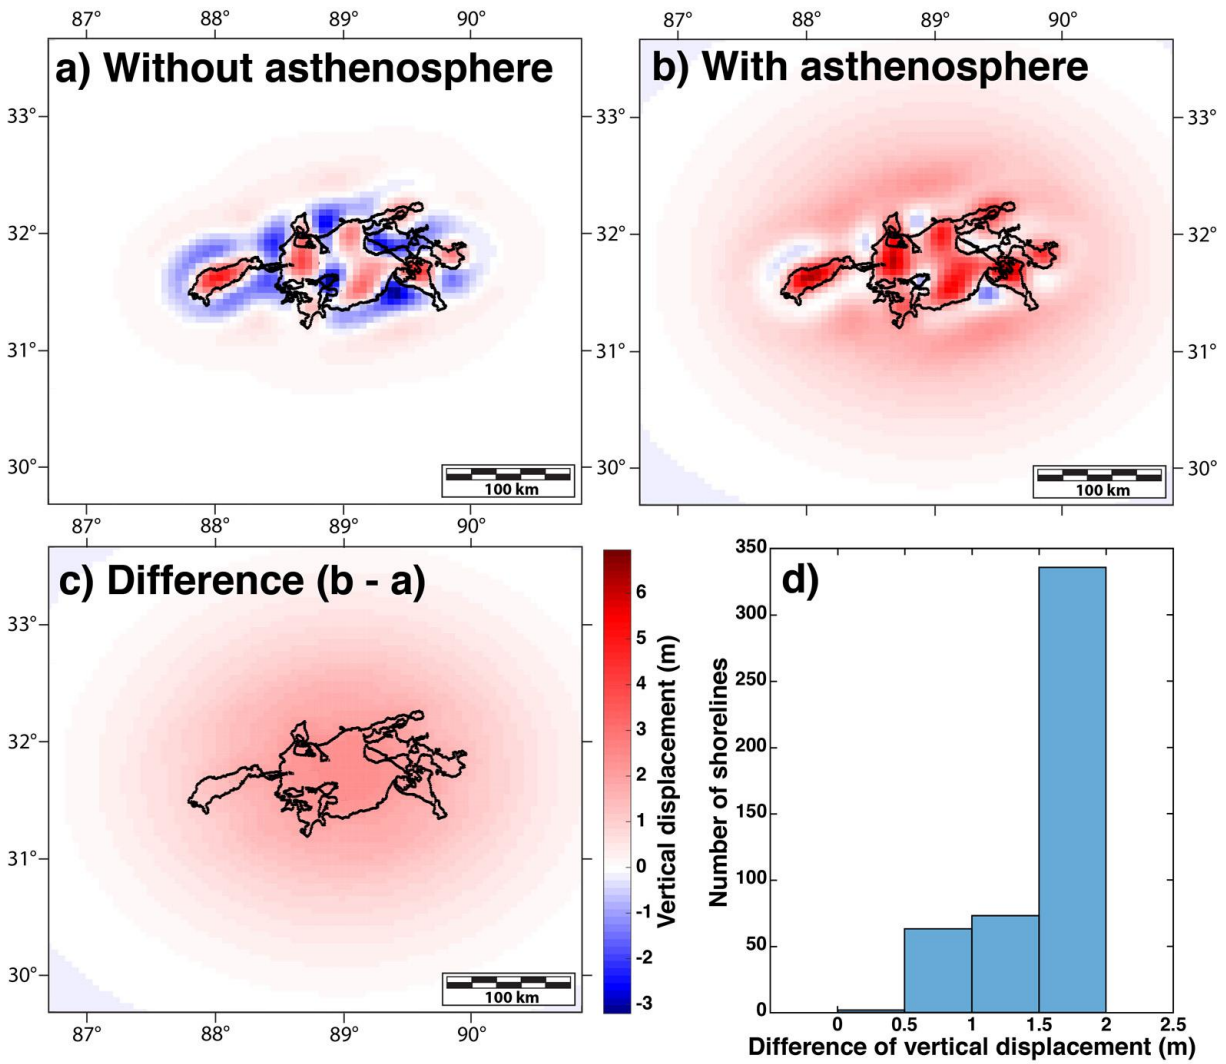 87° 88° 89° 90° 87° 88° 89° 90°
a) Without asthenosphere b) With asthenosphere
33° 33° 33°
32° 32° 32°
31° 31° 31°
30° 30° 30°
100 km 100 km
87° 88° 89° 90°
c) Difference (b - a)
33°
32°
31°
30°
100 km
87° 88° 89° 90°
6
5
4
3
2
1
0
-1
-2
-3
Vertical displacement (m)
d)
350
300
250
200
150
100
50
0
Number of shorelines
0 0.5 1 1.5 2 2.5
Difference of vertical displacement (m)